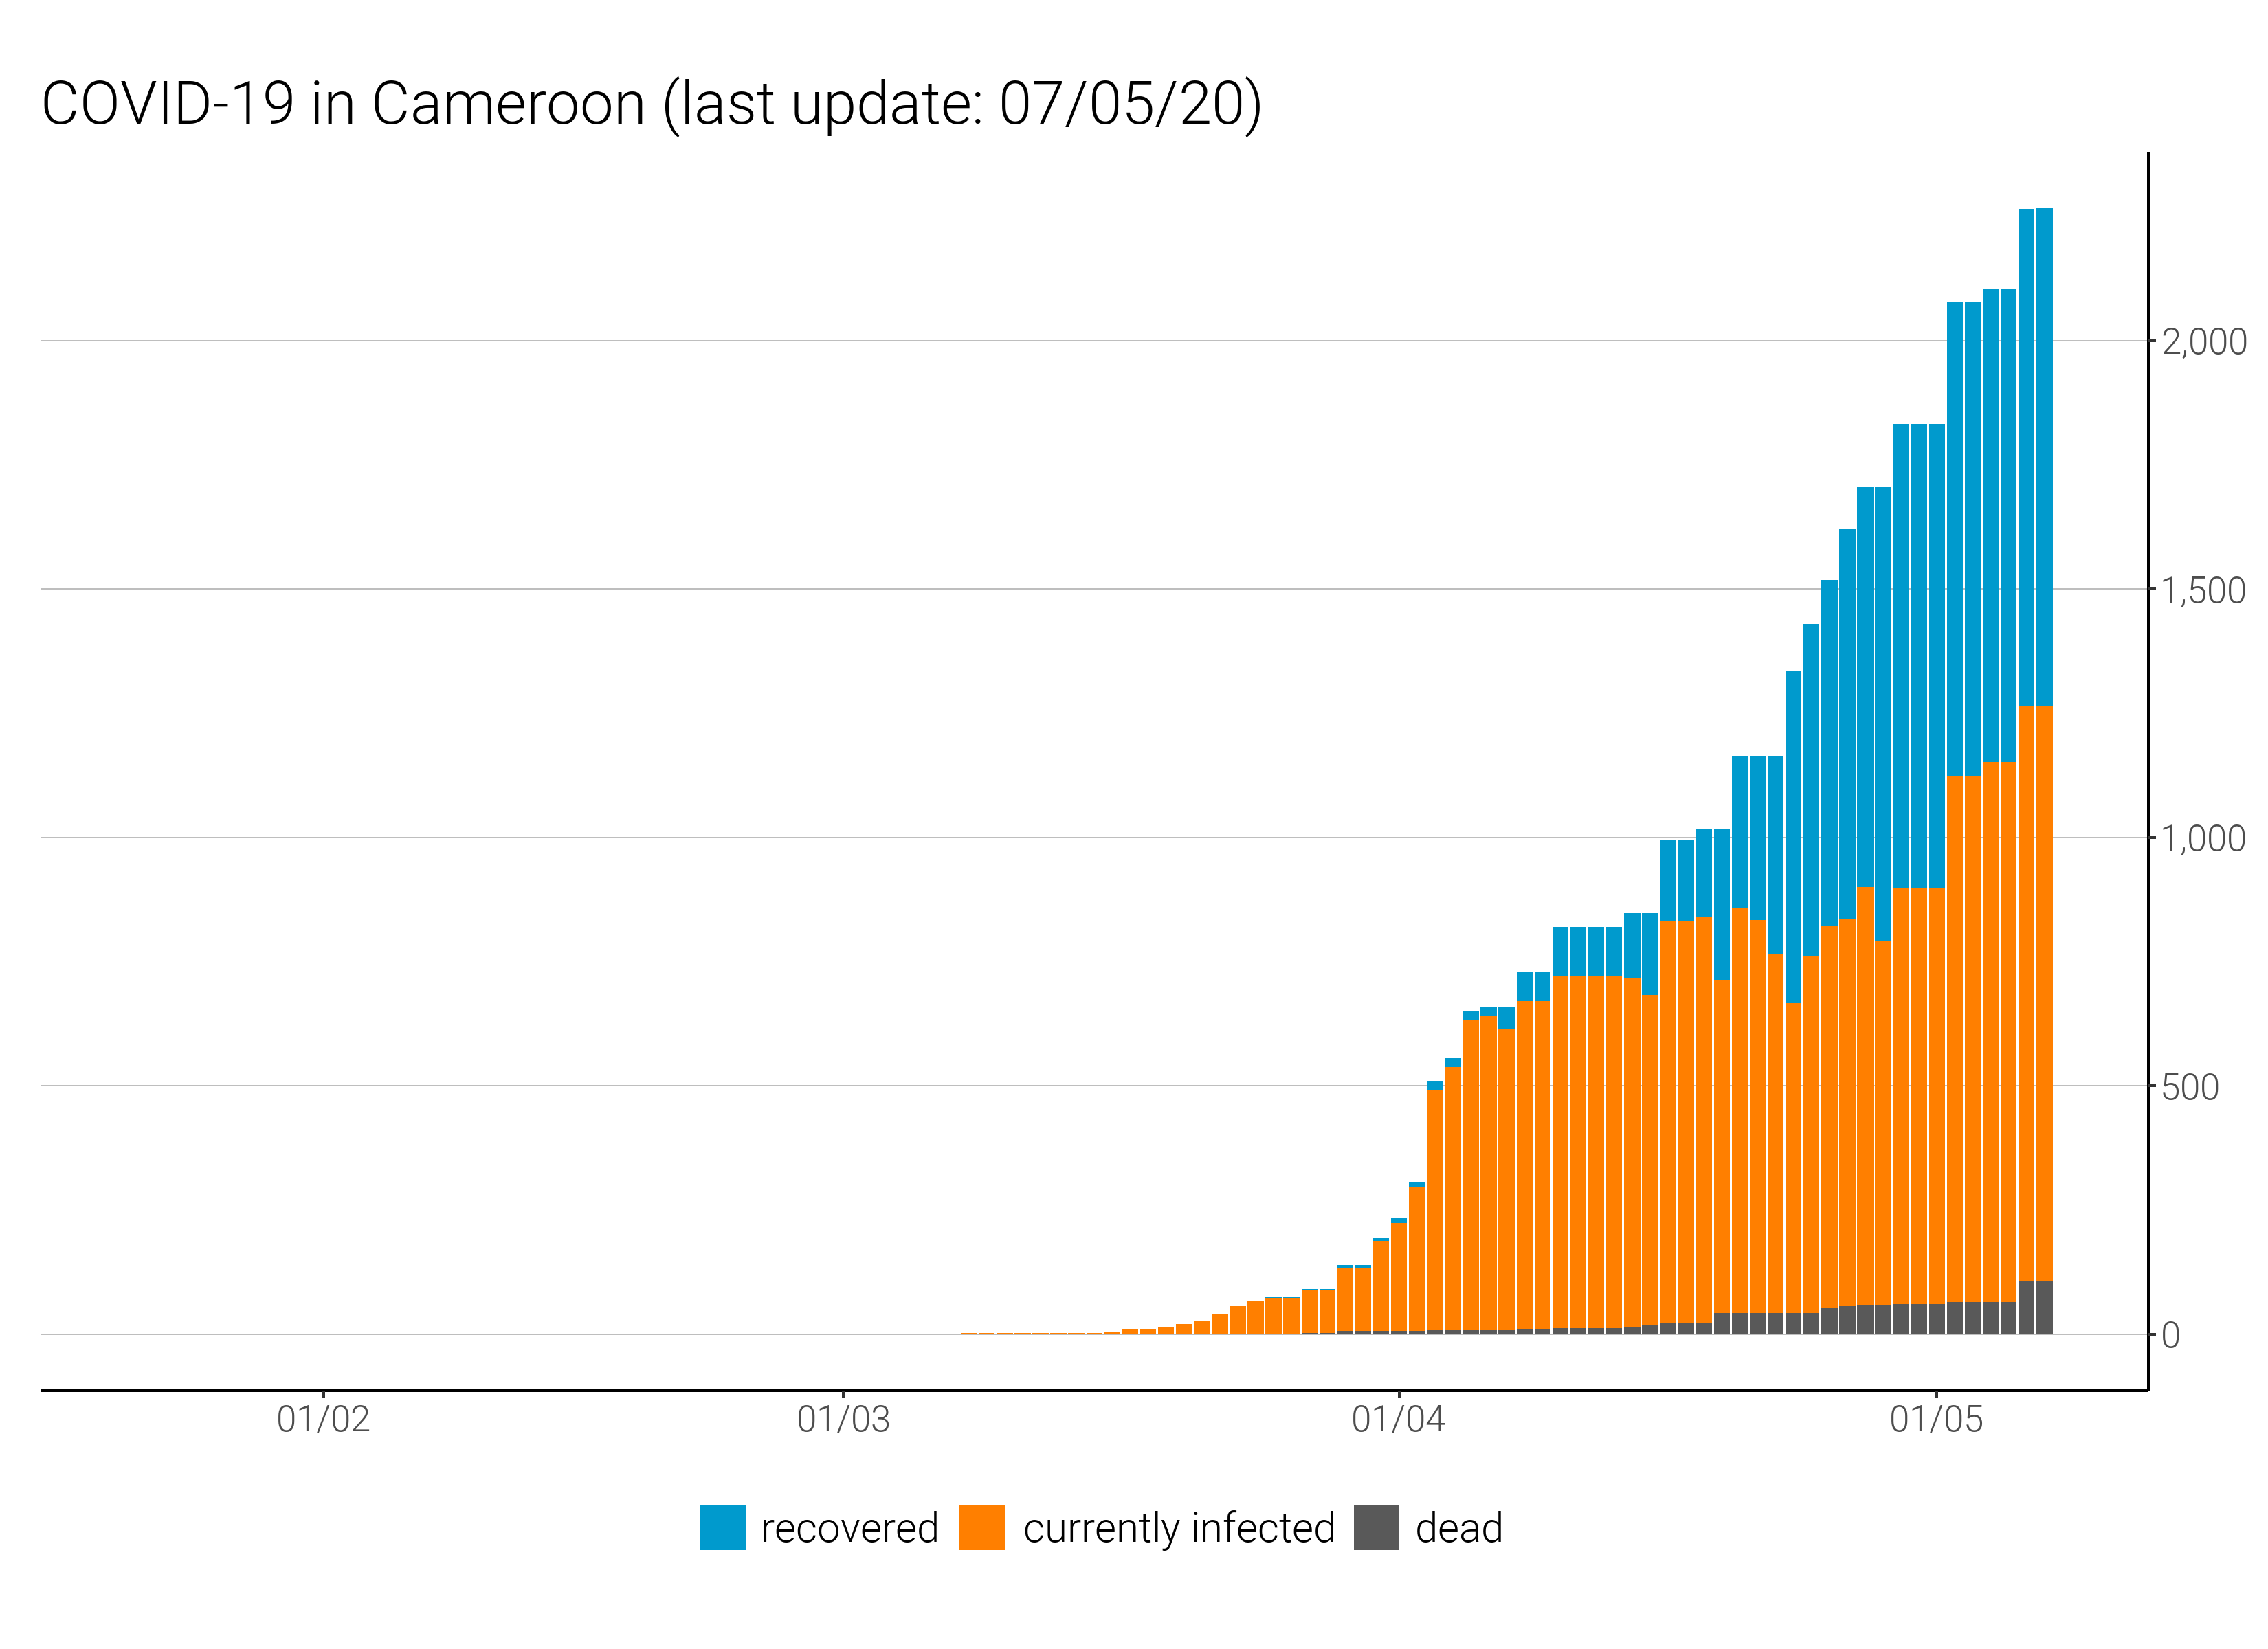 COVID-19 in Cameroon (last update: 07/05/20)
2,000
1,500
1,000
500
0
01/02 01/03 01/04 01/05
recovered currently infected dead